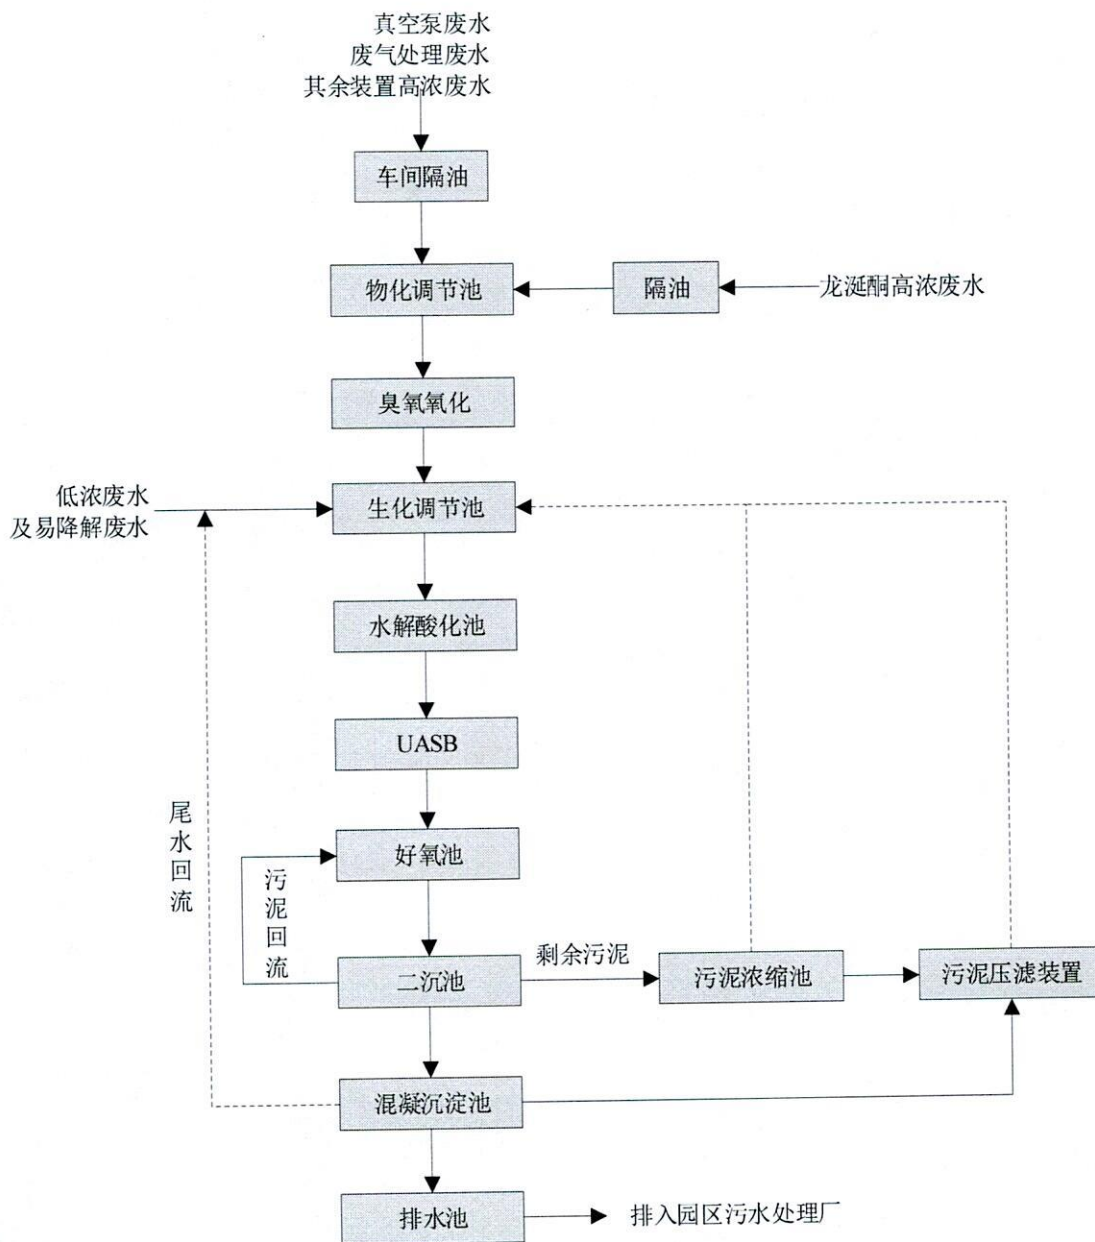 真空泵废水
废气处理废水
其余装置高浓废水
车间隔油
物化调节池
隔油
龙涎酮高浓废水
臭氧氧化
低浓废水
及易降解废水
生化调节池
水解酸化池
UASB
尾水回流
好氧池
污泥回流
二沉池
剩余污泥
污泥浓缩池
污泥压滤装置
混凝沉淀池
排水池
排入园区污水处理厂